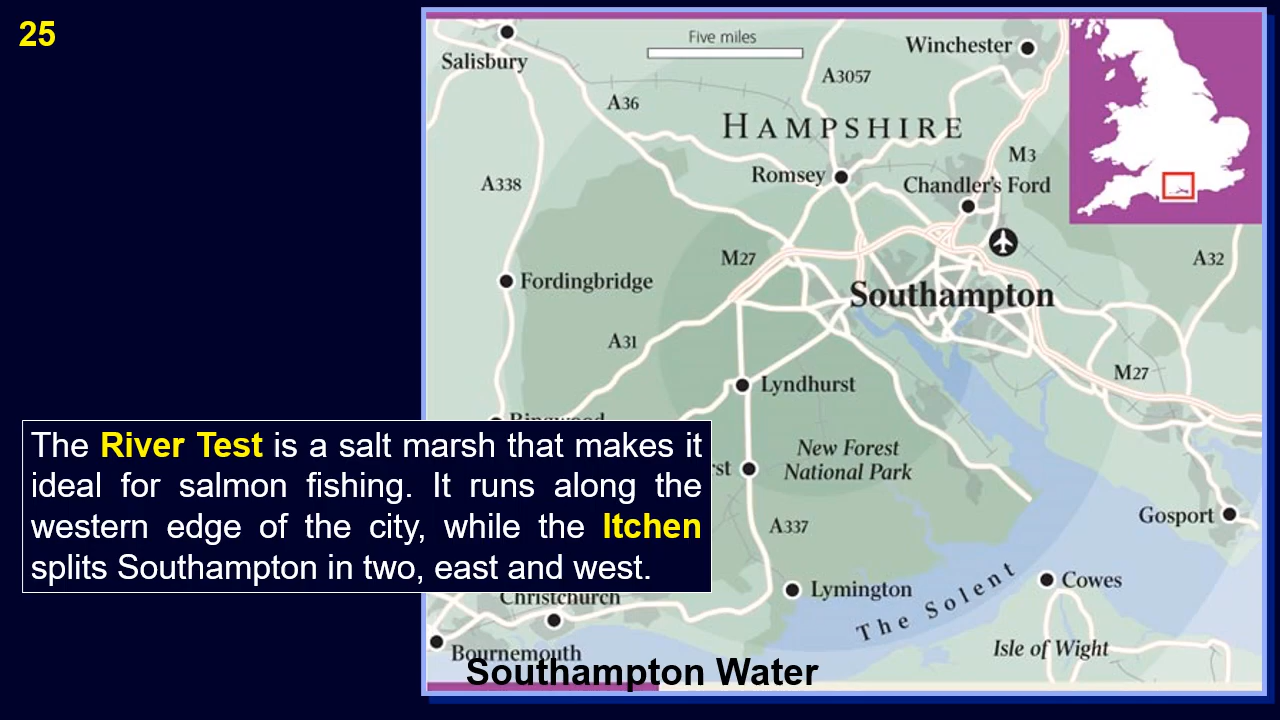 25
Five miles
Winchester
Salisbury
A3057
A36
HAMPSHIRE
M3
Romsey
Chandler's Ford
A338
M27
A32
Fordingbridge
Southampton
A31
M27
Lyndhurst
Ringwood
The River Test is a salt marsh that makes it
ideal for salmon fishing. It runs along the
western edge of the city, while the Itchen
splits Southampton in two, east and west.
New Forest
National Park
rst
Gosport
A337
Cowes
Lymington
The Solent
Christchurch
Isle of Wight
Bournemouth
Southampton Water